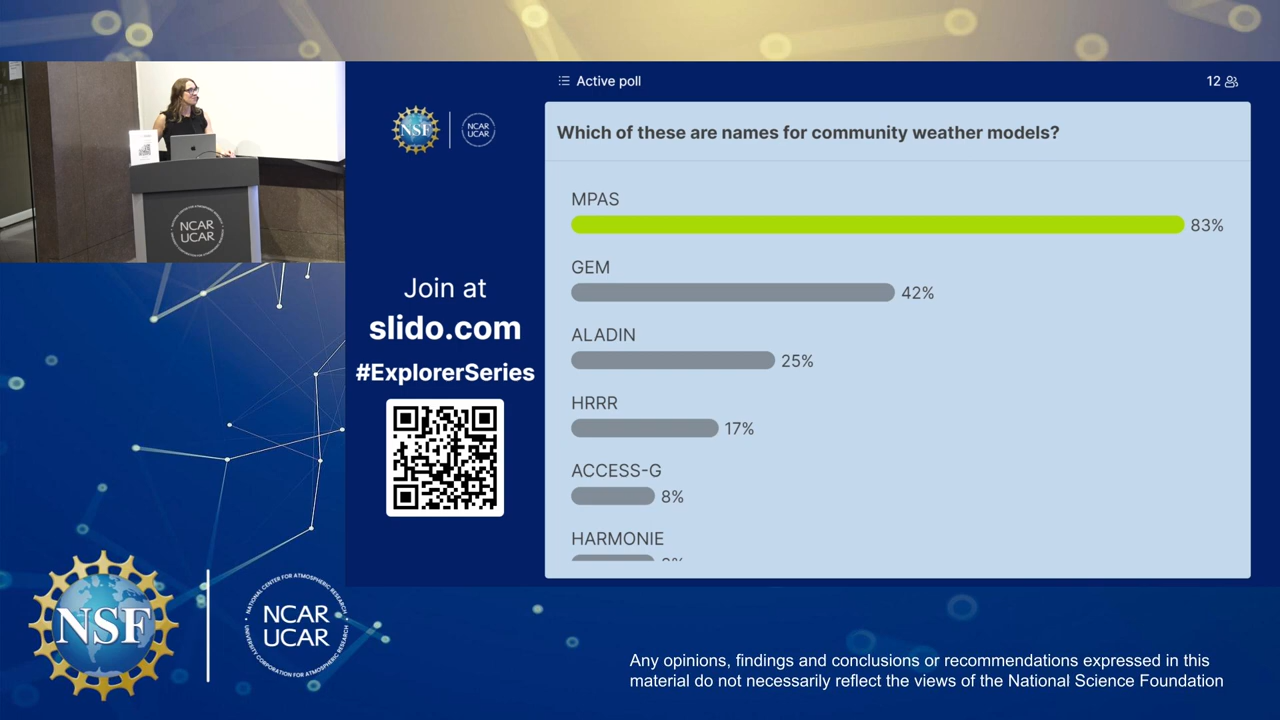 Active poll
12
Which of these are names for community weather models?
NSF
NCAR
UCAR
MPAS
83%
GEM
42%
ALADIN
25%
HRRR
17%
ACCESS-G
8%
HARMONIE
Join at
slido.com
#ExplorerSeries
NCAR
UCAR
NSF
NATIONAL CENTER FOR ATMOSPHERIC RESEARCH
NCAR
UCAR
UNIVERSITY CORPORATION FOR ATMOSPHERIC RESEARCH
Any opinions, findings and conclusions or recommendations expressed in this
material do not necessarily reflect the views of the National Science Foundation